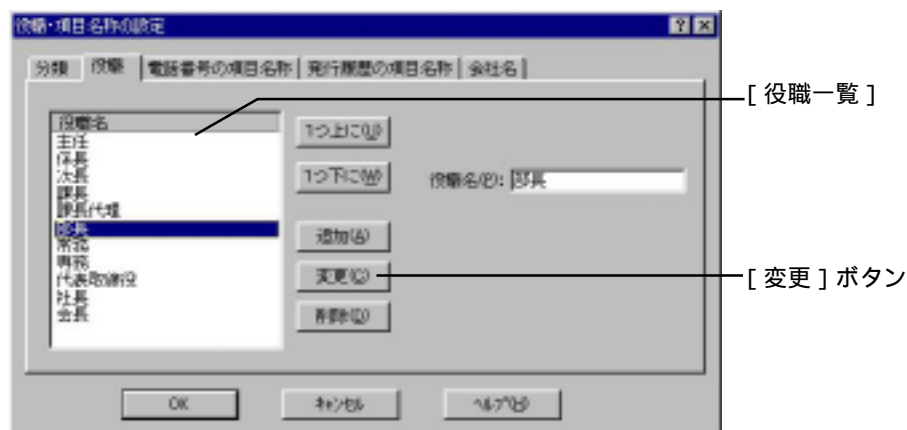 役職・項目名称の設定
分類 役職 電話番号の項目名称 発行履歴の項目名称 会社名
[ 役職一覧 ]
役職名
主任
係長
次長
課長
課長代理
部長
常務
専務
代表取締役
社長
会長
1つ上に(U)
1つ下に(W)
役職名(P): 部長
追加(A)
変更(C)
[ 変更 ] ボタン
削除(D)
OK キャンセル ヘルプ(H)